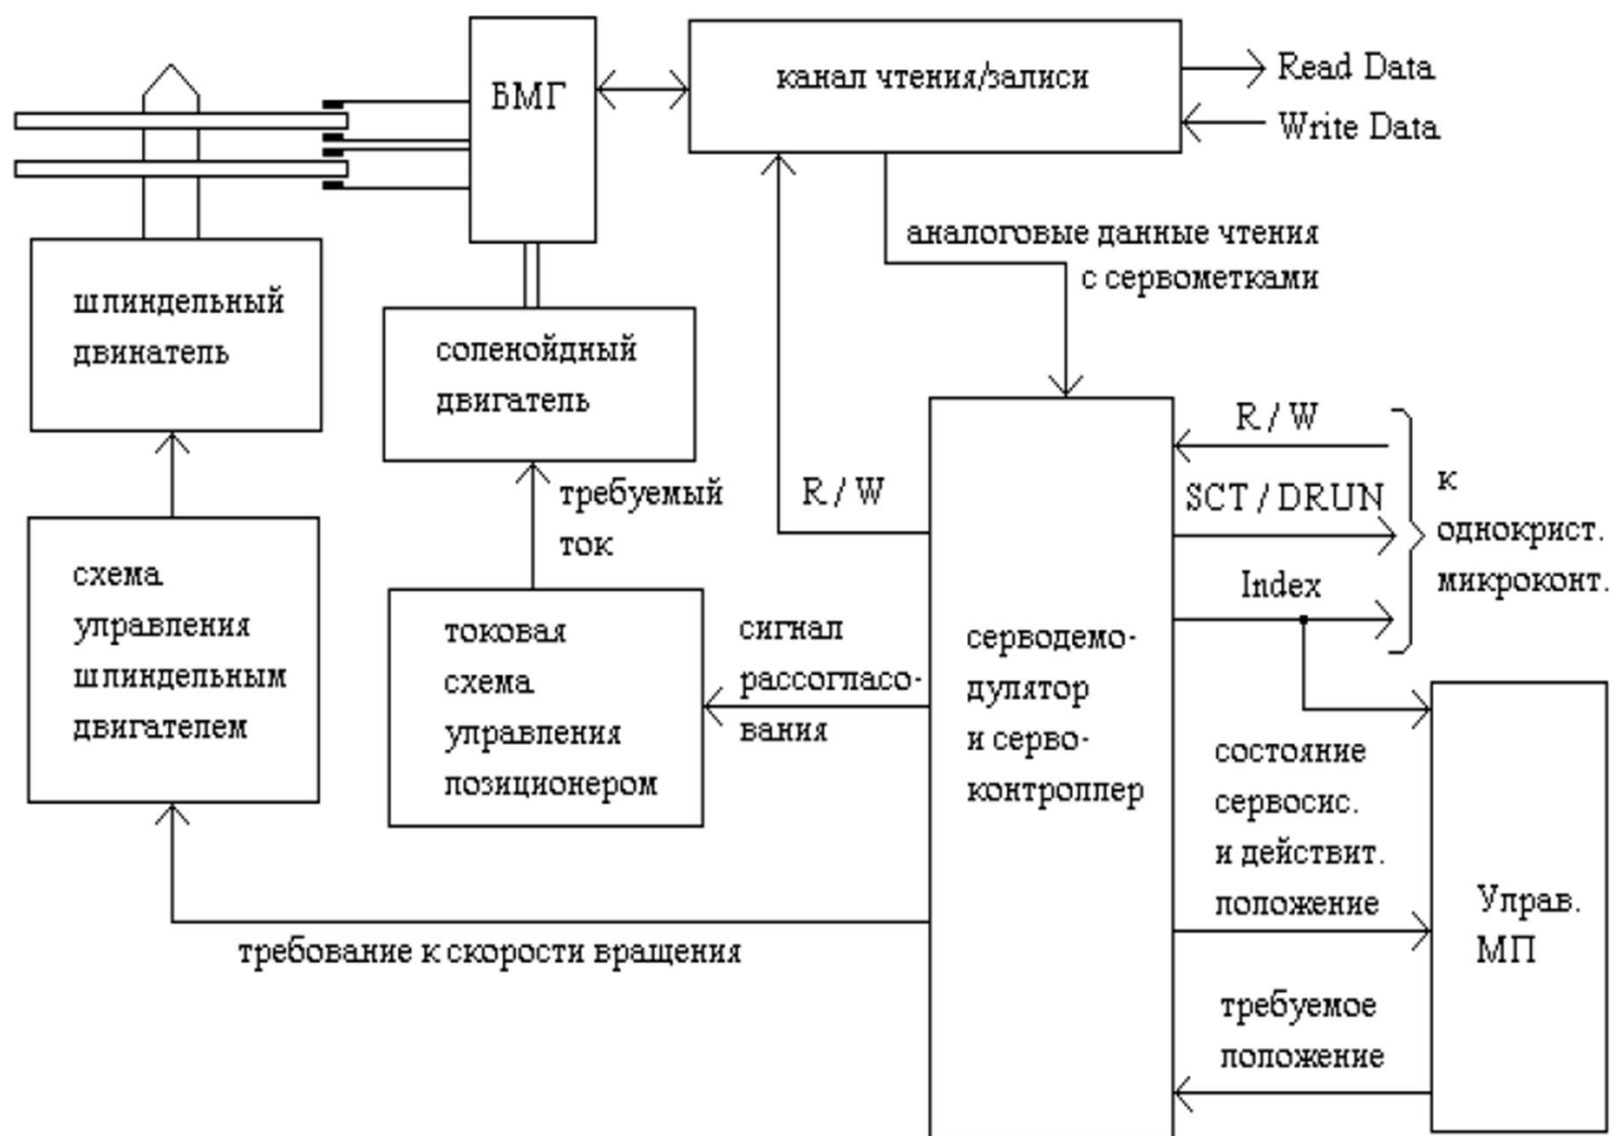 БМГ
канал чтения/записи
Read Data
Write Data
аналоговые данные чтения
с сервометками
шпиндельный
двинатель
соленойдный
двигатель
требуемый
ток
R / W
R / W
SCT / DRUN
Index
к
однокрист.
микроконт.
схема
управления
шпиндельным
двигателем
токовая
схема
управления
позиционером
сигнал
рассогласо-
вания
серводемо-
дулятор
и серво-
контроллер
состояние
сервосис.
и действит.
положение
Управ.
МП
требование к скорости вращения
требуемое
положение